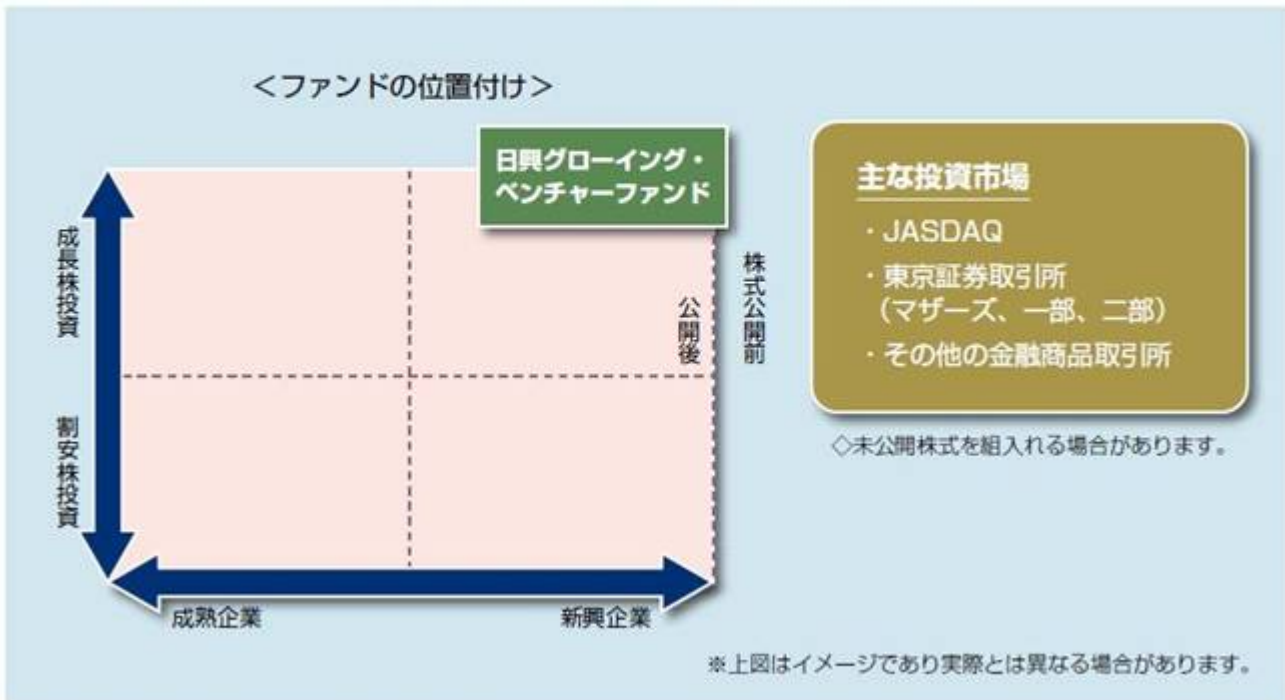 ＜ファンドの位置付け＞
日興グローイング・
ベンチャーファンド
成長株投資
割安株投資
公開後
株式公開前
成熟企業
新興企業
主な投資市場
・JASDAQ
・東京証券取引所
（マザーズ、一部、二部）
・その他の金融商品取引所
◇未公開株式を組入れる場合があります。
※上図はイメージであり実際とは異なる場合があります。